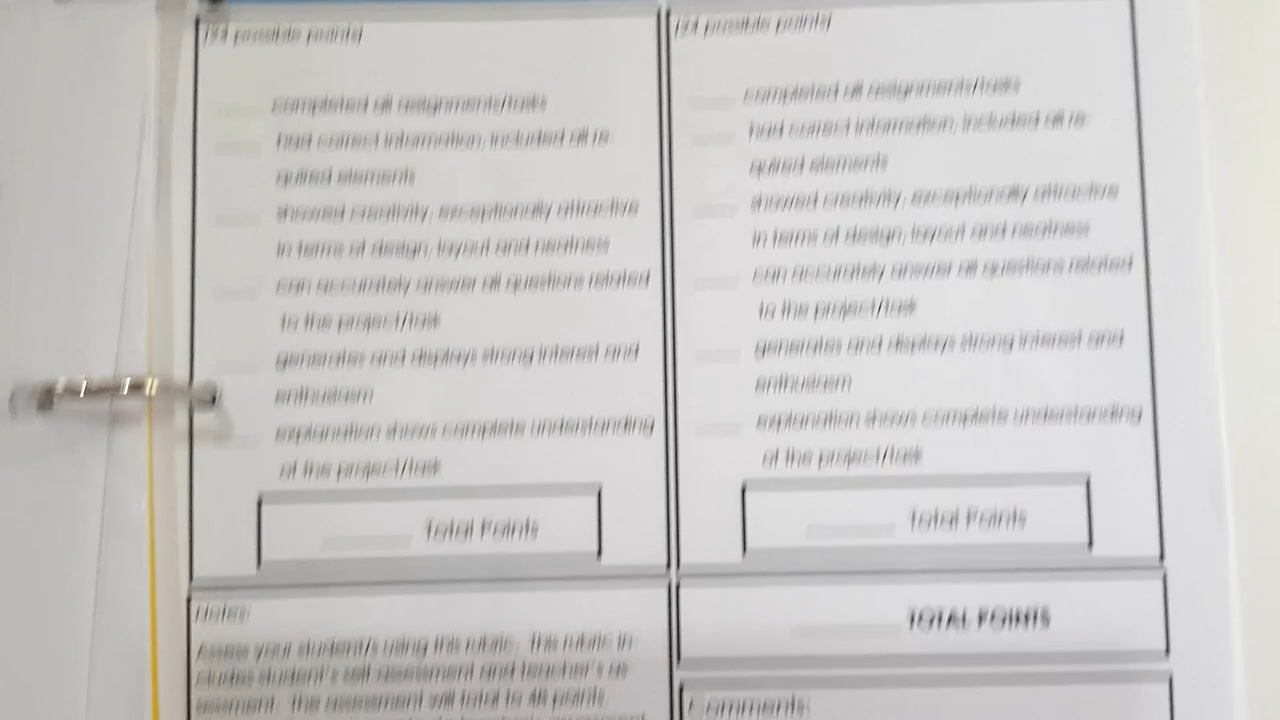 (24 possible points)
completed all assignments/tasks
had correct information, included all re-
quired elements
showed creativity, exceptionally attractive
in terms of design, layout and neatness
can accurately answer all questions related
to the project/task
generates and displays strong interest and
enthusiasm
explanation shows complete understanding
of the project/task
Total Points
Notes:
Assess your student/s using this rubric. This rubric in-
cludes student's self assessment and teacher's as-
sessment. The assessment will total to 48 points.
(24 possible points)
completed all assignments/tasks
had correct information, included all re-
quired elements
showed creativity, exceptionally attractive
in terms of design, layout and neatness
can accurately answer all questions related
to the project/task
generates and displays strong interest and
enthusiasm
explanation shows complete understanding
of the project/task
Total Points
TOTAL POINTS
Comments: